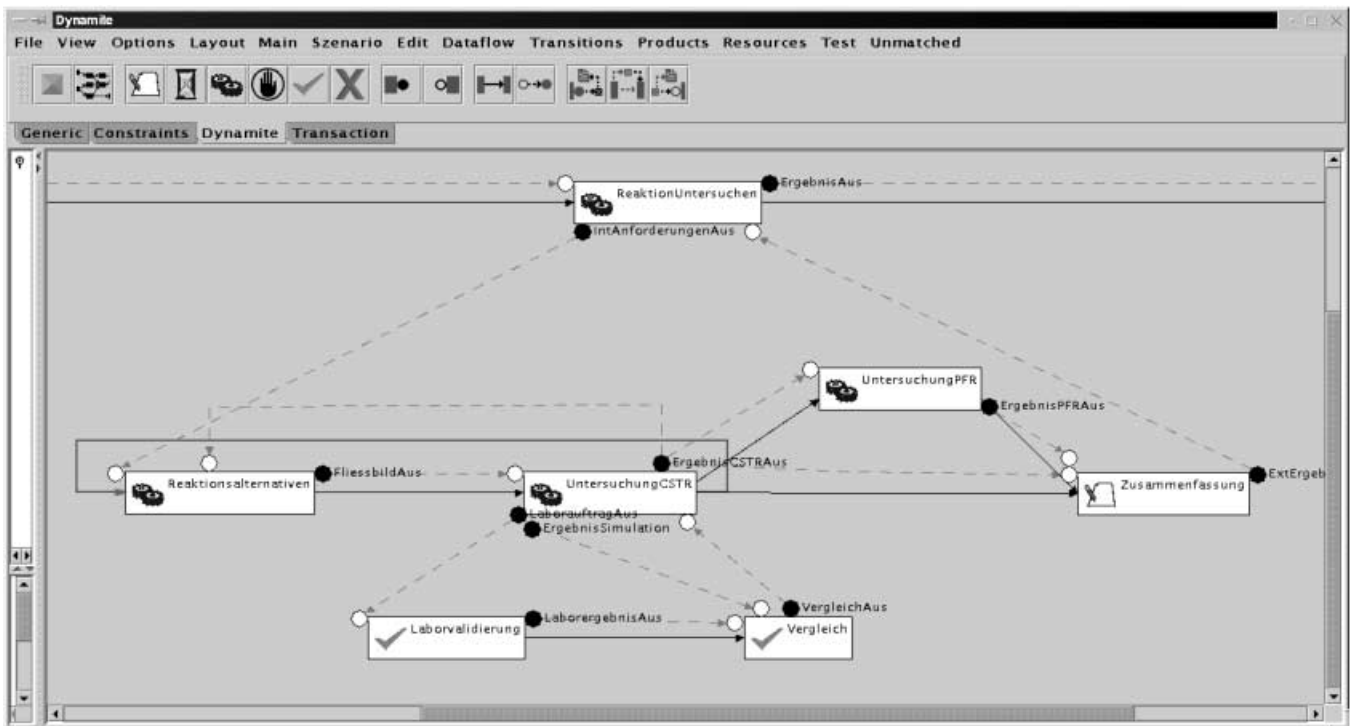 Dynamite
File View Options Layout Main Szenario Edit Dataflow Transitions Products Resources Test Unmatched
Generic Constraints Dynamite Transaction
ErgebnisAus
ReaktionUntersuchen
IntAnforderungenAus
UntersuchungPFR
ErgebnisPFRAus
ErgebnisCSTRAus
FliessbildAus
ExtErgeb
Reaktionsalternativen
UntersuchungCSTR
Zusammenfassung
LaborauftragAus
ErgebnisSimulation
VergleichAus
LaborergebnisAus
Laborvalidierung
Vergleich